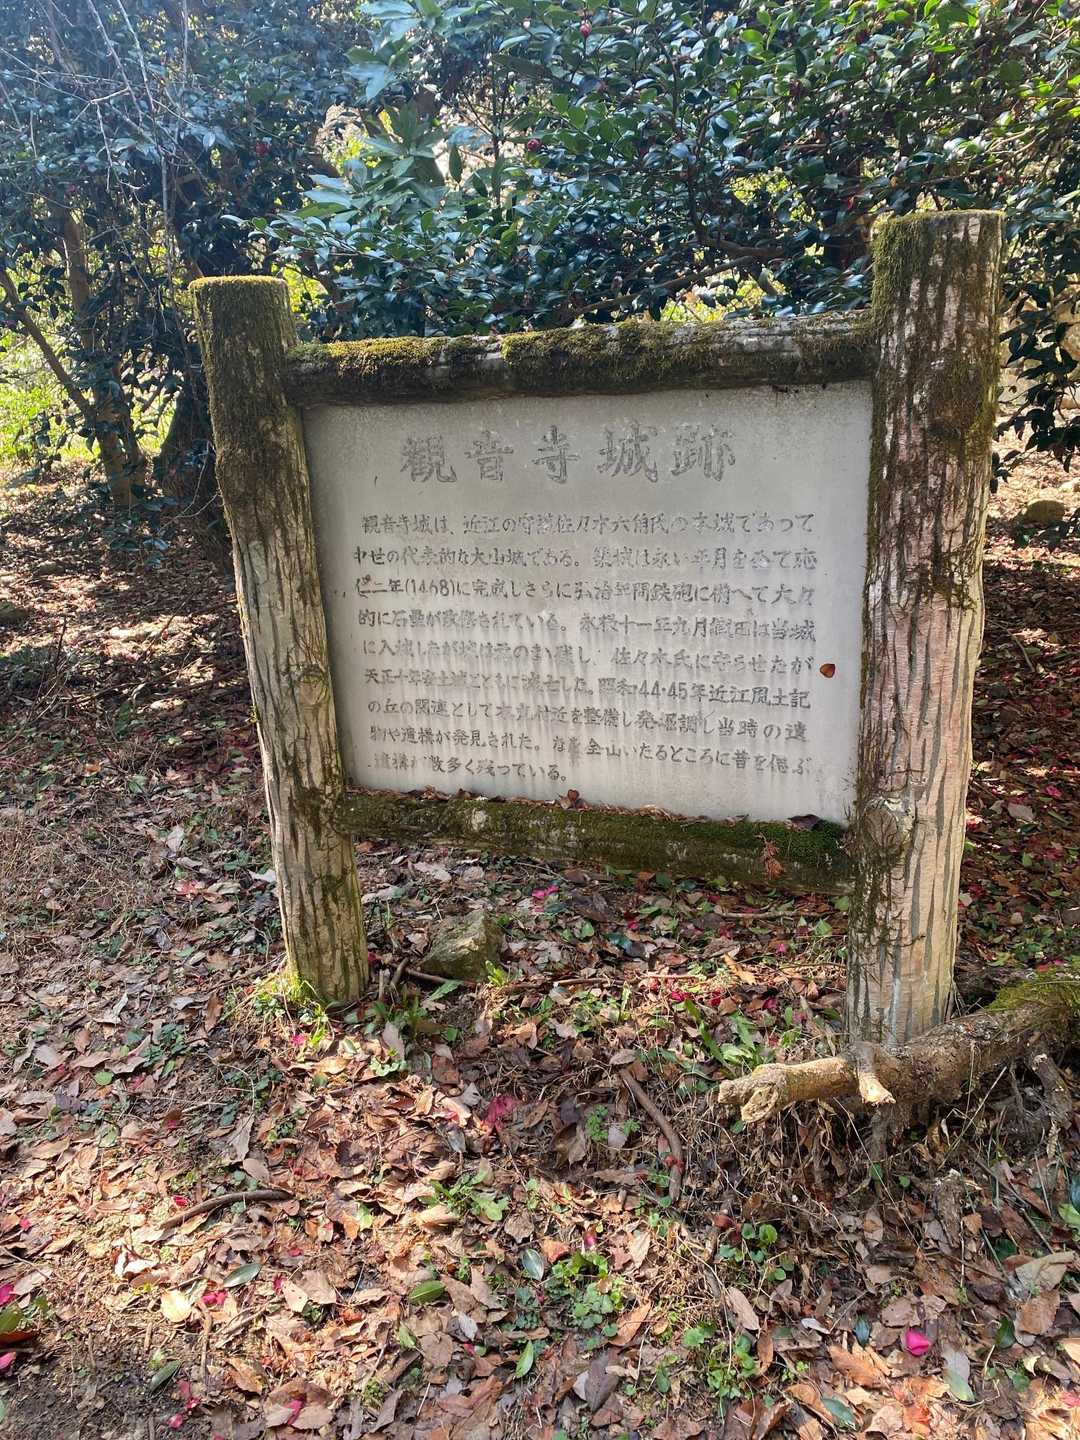 観音寺城跡
観音寺城は、近江の守護佐々木六角氏の本城であって
中世の代表的な大山城である。築城は永い年月を全て応
仁二年(1468)に完成しさらに弘治年間鉄砲に備へて大々
的に石塁が改修されている。永禄十一年九月織田は当城
に入城したが城はそのまゝ残し 佐々木氏に守らせたが
天正十年安土城とともに滅亡した。昭和44・45年近江風土記
の丘の関連として本丸付近を整備し発掘調し当時の遺
物や遺構が発見された。なお全山いたるところに昔を偲ぶ
遺構が数多く残っている。